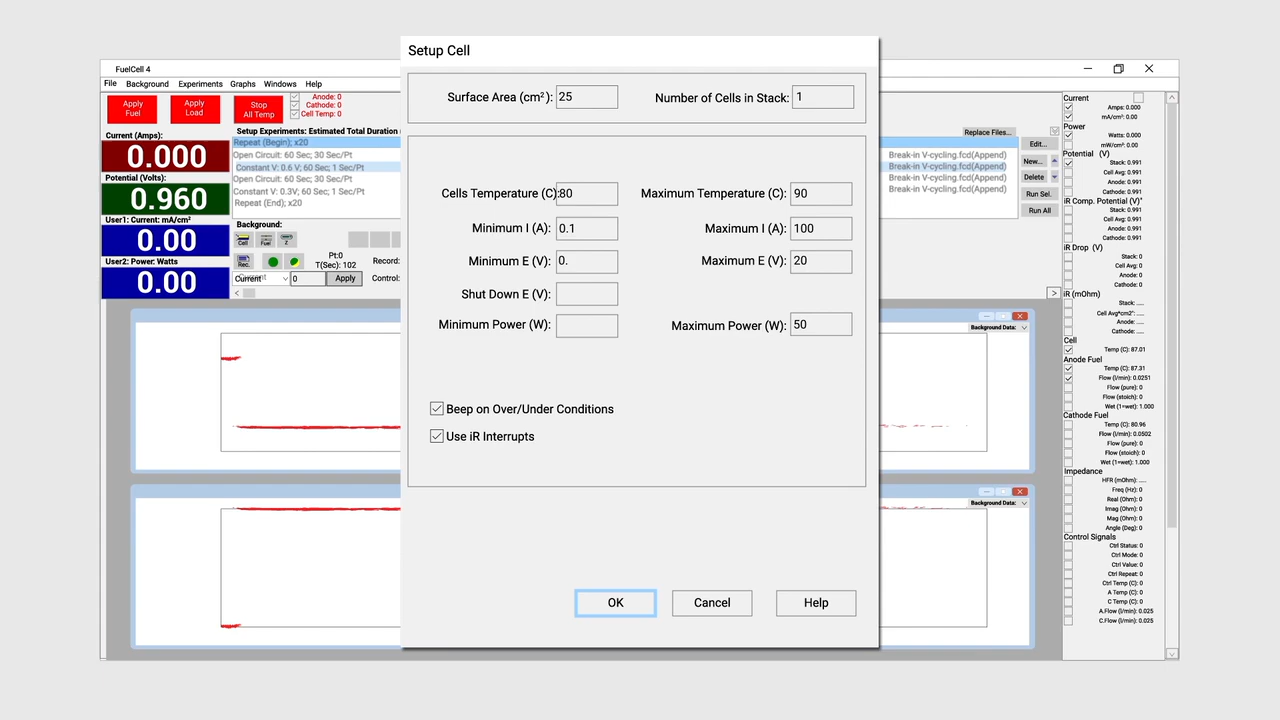 Setup Cell
Surface Area (cm²): 25
Number of Cells in Stack: 1
Cells Temperature (C): 80
Maximum Temperature (C): 90
Minimum I (A): 0.1
Maximum I (A): 100
Minimum E (V): 0.
Maximum E (V): 20
Shut Down E (V):
Minimum Power (W):
Maximum Power (W): 50
Beep on Over/Under Conditions
Use iR Interrupts
OK
Cancel
Help
FuelCell 4
File Background Experiments Graphs Windows Help
Apply Fuel
Apply Load
Stop All Temp
Anode: 0
Cathode: 0
Cell Temp: 0
Current (Amps):
0.000
Potential (Volts):
0.960
User1: Current: mA/cm²
0.00
User2: Power: Watts
0.00
Setup Experiments: Estimated Total Duration (
Repeat (Begin); x20
Open Circuit: 60 Sec; 30 Sec/Pt
Constant V: 0.6 V; 60 Sec; 1 Sec/Pt
Open Circuit: 60 Sec; 30 Sec/Pt
Constant V: 0.3V; 60 Sec; 1 Sec/Pt
Repeat (End); x20
Background:
Cell
Fuel
Z
Rec.
Pt:0
T(Sec): 102
Record:
Current
0
Apply
Control:
<
Replace Files...
Break-in V-cycling.fcd(Append)
Break-in V-cycling.fcd(Append)
Break-in V-cycling.fcd(Append)
Break-in V-cycling.fcd(Append)
Edit...
New...
Delete
Run Sel.
Run All
>
Background Data:
Background Data:
Current
Amps: 0.000
mA/cm²: 0.00
Power
Watts: 0.000
mW/cm²: 0.00
Potential (V)
Stack: 0.991
Cell Avg: 0.991
Anode: 0.991
Cathode: 0.991
iR Comp. Potential (V)"
Stack: 0.991
Cell Avg: 0.991
Anode: 0.991
Cathode: 0.991
iR Drop (V)
Stack: 0
Cell Avg: 0
Anode: 0
Cathode: 0
iR (mOhm)
Stack: .....
Cell Avg*cm2": .....
Anode: .....
Cathode: .....
Cell
Temp (C): 87.01
Anode Fuel
Temp (C): 87.31
Flow (l/min): 0.0251
Flow (pure): 0
Flow (stoich): 0
Wet (1=wet): 1.000
Cathode Fuel
Temp (C): 80.96
Flow (l/min): 0.0502
Flow (pure): 0
Flow (stoich): 0
Wet (1=wet): 1.000
Impedance
HFR (mOhm): .....
Freq (Hz): 0
Real (Ohm): 0
Imag (Ohm): 0
Mag (Ohm): 0
Angle (Deg): 0
Control Signals
Ctrl Status: 0
Ctrl Mode: 0
Ctrl Value: 0
Ctrl Repeat: 0
Ctrl Temp (C): 0
A Temp (C): 0
C Temp (C): 0
A.Flow (l/min): 0.025
C.Flow (l/min): 0.025